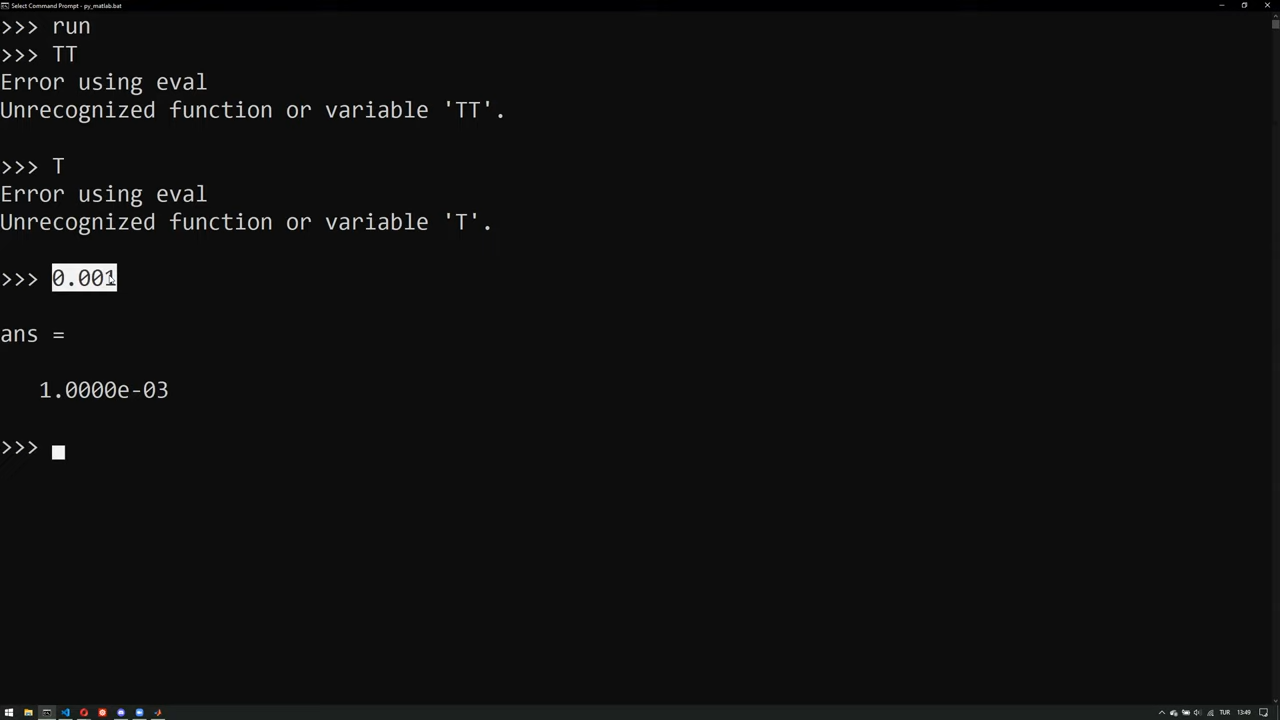 Select Command Prompt - py_matlab.bat
>>> run
>>> TT
Error using eval
Unrecognized function or variable 'TT'.
>>> T
Error using eval
Unrecognized function or variable 'T'.
>>> 0.001
ans =
1.0000e-03
>>>
TUR
13:49